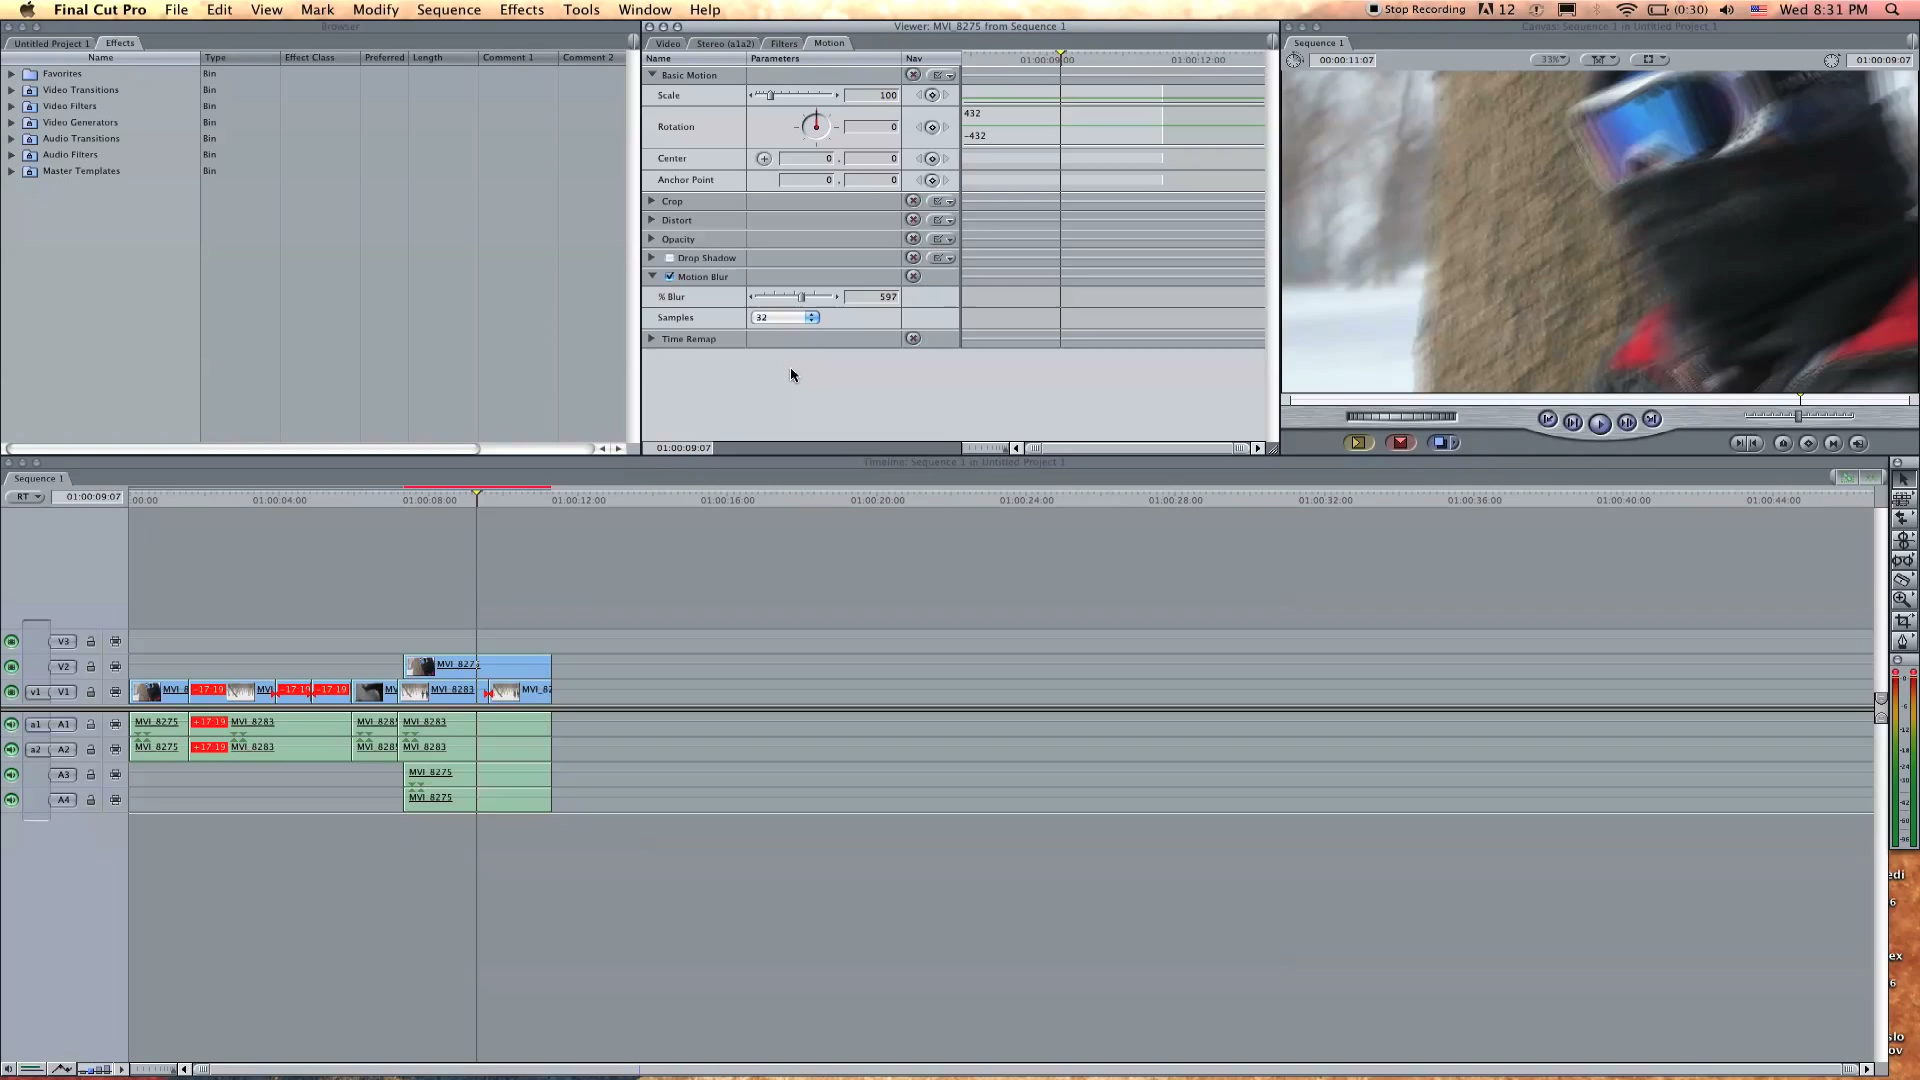 Final Cut Pro File Edit View Mark Modify Sequence Effects Tools Window Help
Stop Recording 12 (0:30) Wed 8:31 PM
Browser
Viewer: MVI_8275 from Sequence 1
Canvas: Sequence 1 in Untitled Project 1
Untitled Project 1 Effects
Video Stereo (a1a2) Filters Motion
Sequence 1
Name Type Effect Class Preferred Length Comment 1 Comment 2
Name Parameters Nav 01:00:09:00 01:00:12:00
00:00:11:07 33% 01:00:09:07
Favorites Bin
Video Transitions Bin
Video Filters Bin
Video Generators Bin
Audio Transitions Bin
Audio Filters Bin
Master Templates Bin
Basic Motion
Scale 100
Rotation 0 432 -432
Center 0 , 0
Anchor Point 0 , 0
Crop
Distort
Opacity
Drop Shadow
Motion Blur
% Blur 597
Samples 32
Time Remap
01:00:09:07
Timeline: Sequence 1 in Untitled Project 1
Sequence 1
RT 01:00:09:07 00:00 01:00:04:00 01:00:08:00 01:00:12:00 01:00:16:00 01:00:20:00 01:00:24:00 01:00:28:00 01:00:32:00 01:00:36:00 01:00:40:00 01:00:44:00
V3
V2 MVI_827
v1 V1 MVI_8 -17:19 MVI -17:19 -17:19 MV MVI_8283 MVI_82
a1 A1 MVI_8275 +17:19 MVI_8283 MVI_828 MVI_8283
a2 A2 MVI_8275 +17:19 MVI_8283 MVI_828 MVI_8283
A3 MVI_8275
A4 MVI_8275
edi
6
ex
6
slo
ov